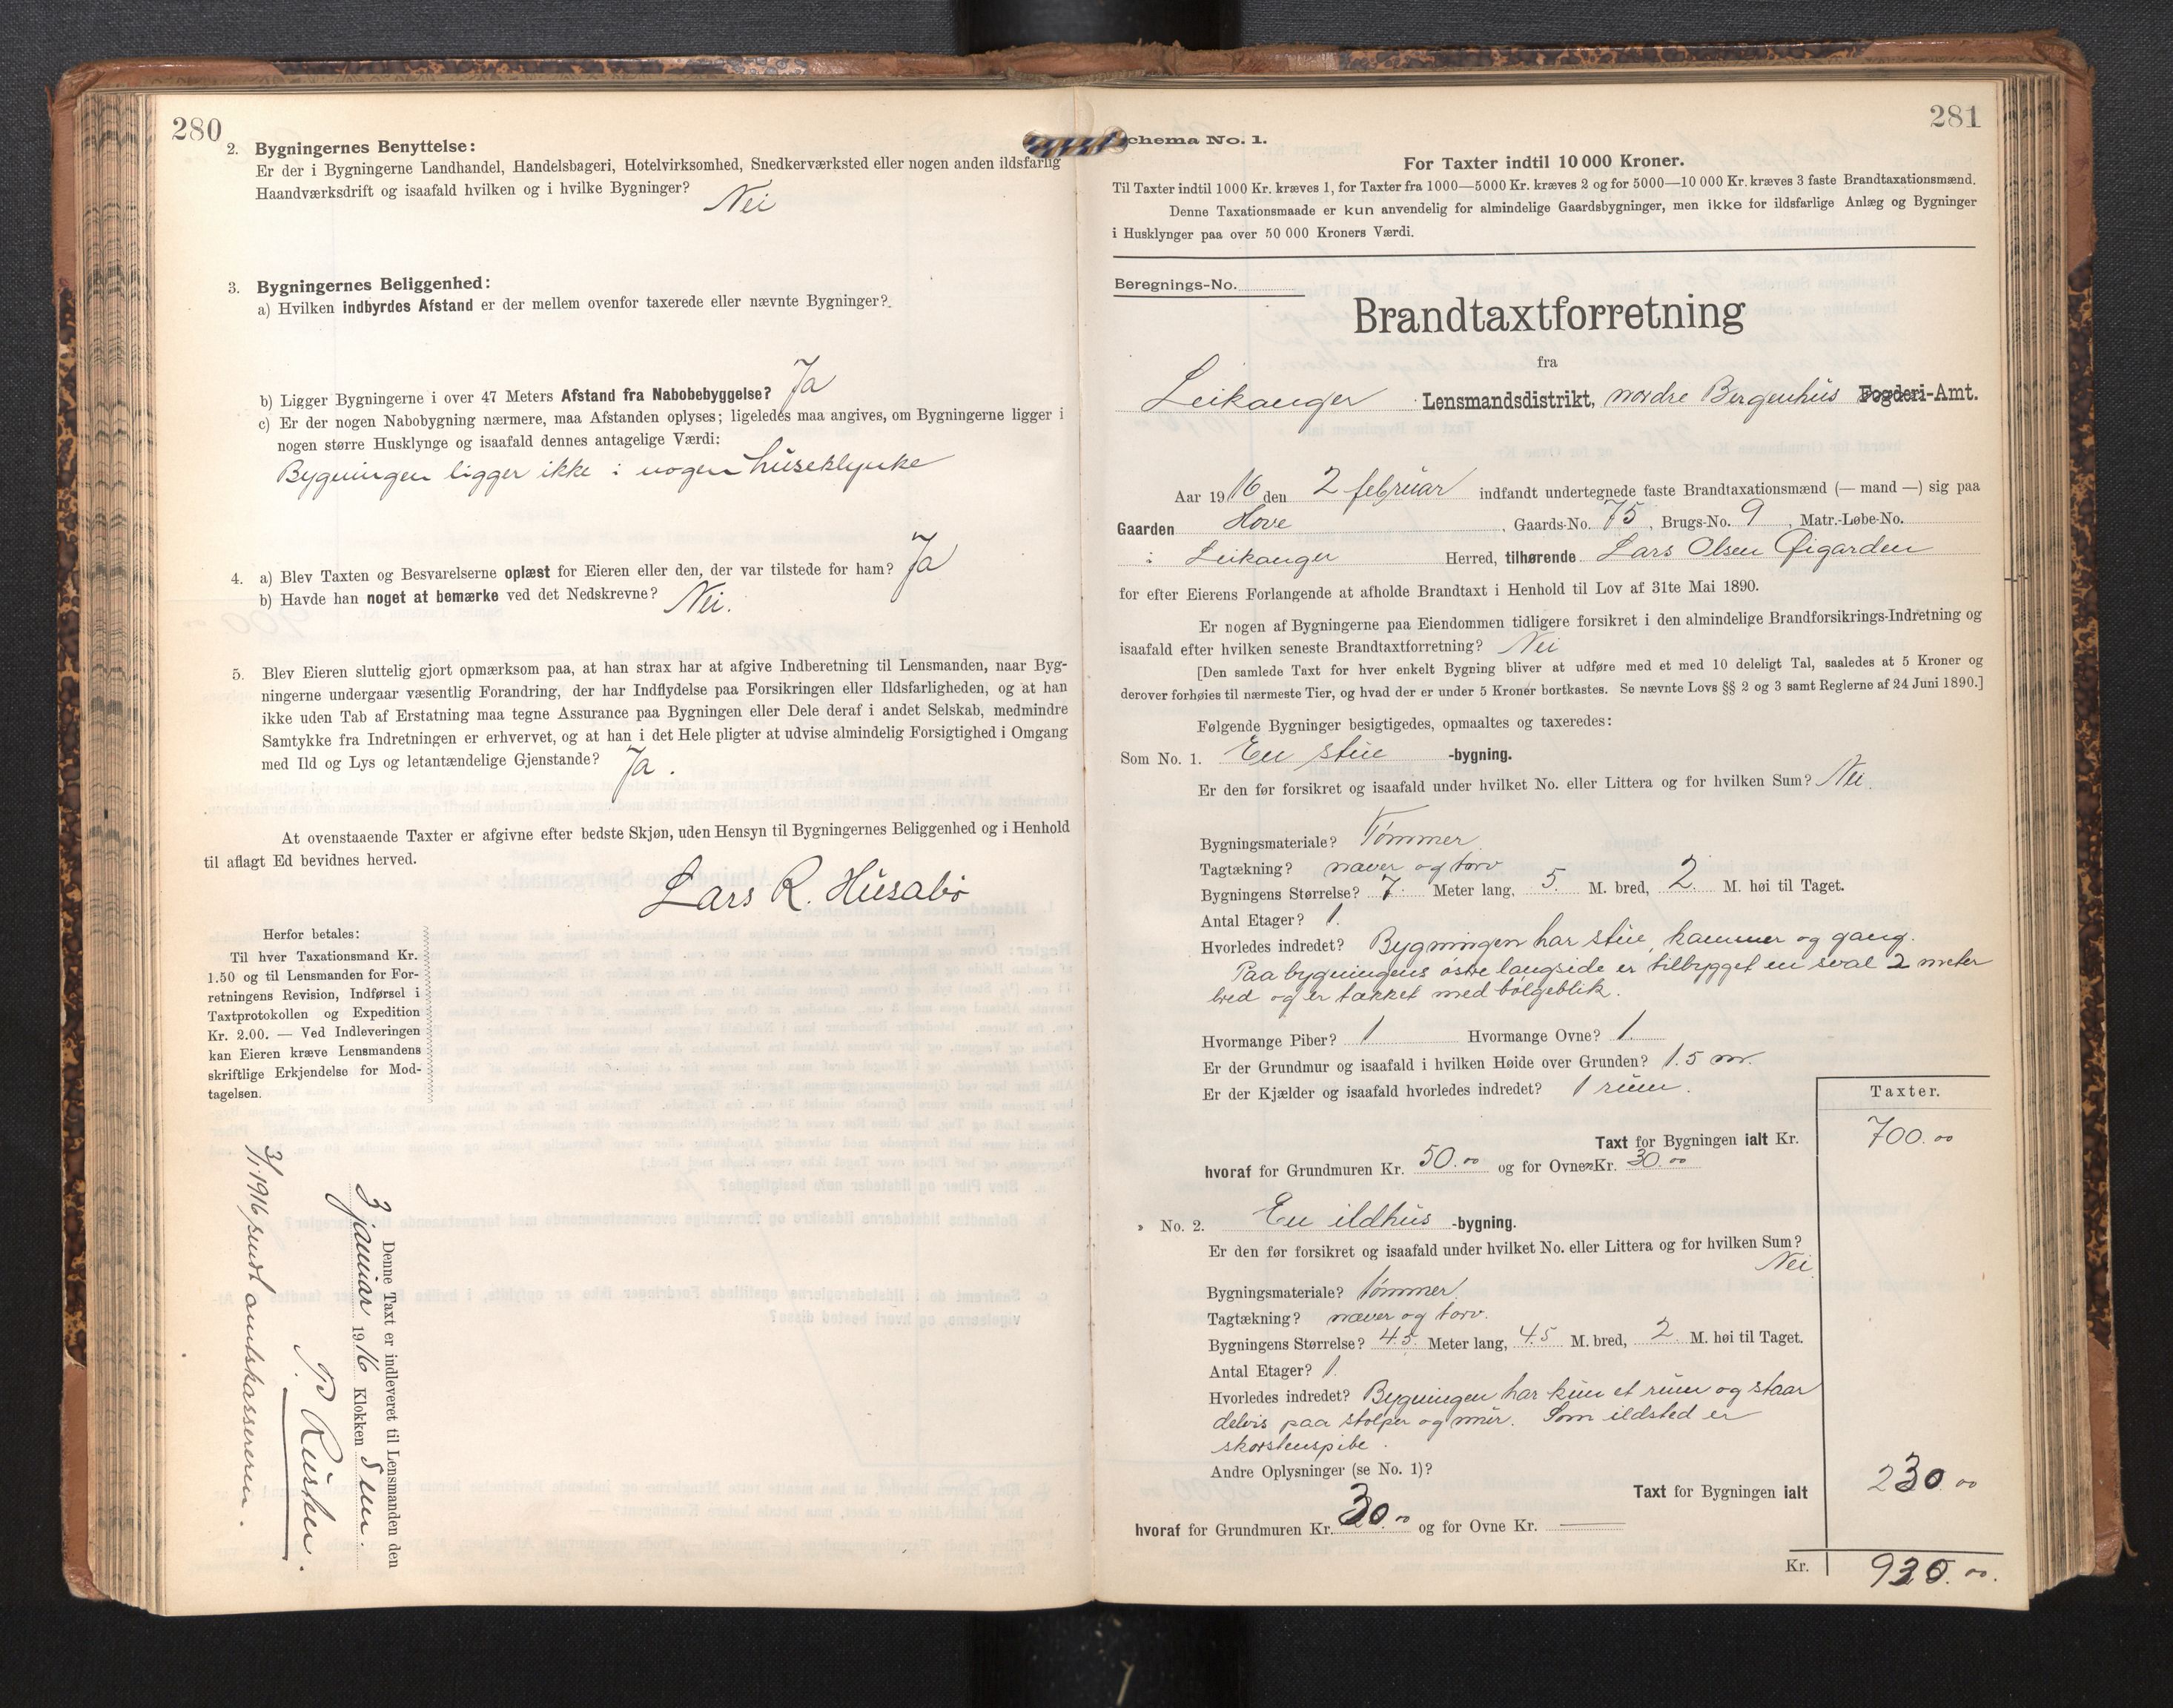 280
2. Bygningernes Benyttelse:
Er der i Bygningerne Landhandel, Handelsbageri, Hotelvirksomhed, Snedkerværksted eller nogen anden ildsfarlig
Haandværksdrift og isaafald hvilken og i hvilke Bygninger? Nei
3. Bygningernes Beliggenhed:
a) Hvilken indbyrdes Afstand er der mellem ovenfor taxerede eller nævnte Bygninger?
b) Ligger Bygningerne i over 47 Meters Afstand fra Nabobebyggelse? Ja
c) Er der nogen Nabobygning nærmere, maa Afstanden oplyses; ligeledes maa angives, om Bygningerne ligger i
nogen større Husklynge og isaafald dennes antagelige Værdi:
Bygningen ligger ikke i nogen huseklynke
4. a) Blev Taxten og Besvarelserne oplæst for Eieren eller den, der var tilstede for ham? Ja
b) Havde han noget at bemærke ved det Nedskrevne? Nei.
5. Blev Eieren sluttelig gjort opmærksom paa, at han strax har at afgive Indberetning til Lensmanden, naar Byg-
ningerne undergaar væsentlig Forandring, der har Indflydelse paa Forsikringen eller Ildsfarligheden, og at han
ikke uden Tab af Erstatning maa tegne Assurance paa Bygningen eller Dele deraf i andet Selskab, medmindre
Samtykke fra Indretningen er erhvervet, og at han i det Hele pligter at udvise almindelig Forsigtighed i Omgang
med Ild og Lys og letantændelige Gjenstande? Ja.
At ovenstaaende Taxter er afgivne efter bedste Skjøn, uden Hensyn til Bygningernes Beliggenhed og i Henhold
til aflagt Ed bevidnes herved.
Lars R. Husabø
Herfor betales:
Til hver Taxationsmand Kr.
1.50 og til Lensmanden for For-
retningens Revision, Indførsel i
Taxtprotokollen og Expedition
Kr. 2.00. — Ved Indleveringen
kan Eieren kræve Lensmandens
skriftlige Erkjendelse for Mod-
tagelsen.
Denne Taxt er indleveret til Lensmanden den
3 januar 1916 Klokken 8 em.
P. Rusken.
3/1 1916 sendt amtskassereren.
281
chema No. 1.
For Taxter indtil 10 000 Kroner.
Til Taxter indtil 1000 Kr. kræves 1, for Taxter fra 1000—5000 Kr. kræves 2 og for 5000—10 000 Kr. kræves 3 faste Brandtaxationsmænd.
Denne Taxationsmaade er kun anvendelig for almindelige Gaardsbygninger, men ikke for ildsfarlige Anlæg og Bygninger
i Husklynger paa over 50 000 Kroners Værdi.
Beregnings-No.
Brandtaxtforretning
fra
Leikanger Lensmandsdistrikt, nordre Bergenhus Fogderi-Amt.
Aar 1916 den 2 februar indfandt undertegnede faste Brandtaxationsmænd (— mand —) sig paa
Gaarden Hove, Gaards-No. 75, Brugs-No. 9, Matr.-Løbe-No.
i Leikanger Herred, tilhørende Lars Olsen Øigarden
for efter Eierens Forlangende at afholde Brandtaxt i Henhold til Lov af 31te Mai 1890.
Er nogen af Bygningerne paa Eiendommen tidligere forsikret i den almindelige Brandforsikrings-Indretning og
isaafald efter hvilken seneste Brandtaxtforretning? Nei
[Den samlede Taxt for hver enkelt Bygning bliver at udføre med et med 10 deleligt Tal, saaledes at 5 Kroner og
derover forhøies til nærmeste Tier, og hvad der er under 5 Kroner bortkastes. Se nævnte Lovs §§ 2 og 3 samt Reglerne af 24 Juni 1890.]
Følgende Bygninger besigtigedes, opmaaltes og taxeredes:
Som No. 1. En stue -bygning.
Er den før forsikret og isaafald under hvilket No. eller Littera og for hvilken Sum? Nei.
Bygningsmateriale? Tømmer
Tagtækning? næver og torv
Bygningens Størrelse? 7. Meter lang, 5. M. bred, 2. M. høi til Taget.
Antal Etager? 1.
Hvorledes indredet? Bygningen har stue, kammer og gang.
Paa bygningens østre langside er tilbygget en sval 2 meter
bred og er tækket med bølgeblik.
Hvormange Piber? 1 Hvormange Ovne? 1.
Er der Grundmur og isaafald i hvilken Høide over Grunden? 1.5 m.
Er der Kjælder og isaafald hvorledes indredet? 1 rum.
Taxter.
Taxt for Bygningen ialt Kr. 700.00
hvoraf for Grundmuren Kr. 50.00 og for Ovnen Kr. 30.00
» No. 2. En ildhus -bygning.
Er den før forsikret og isaafald under hvilket No. eller Littera og for hvilken Sum?
Nei
Bygningsmateriale? Tømmer
Tagtækning? næver og torv.
Bygningens Størrelse? 4.5. Meter lang, 4.5 M. bred, 2 M. høi til Taget.
Antal Etager? 1.
Hvorledes indredet? Bygningen har kun et rum og staar
delvis paa stolper og mur. Som ildsted er
skorstenspibe.
Andre Oplysninger (se No. 1)?
Taxt for Bygningen ialt 230.00
hvoraf for Grundmuren Kr. 30.00 og for Ovne Kr. —
Kr. 930.00.